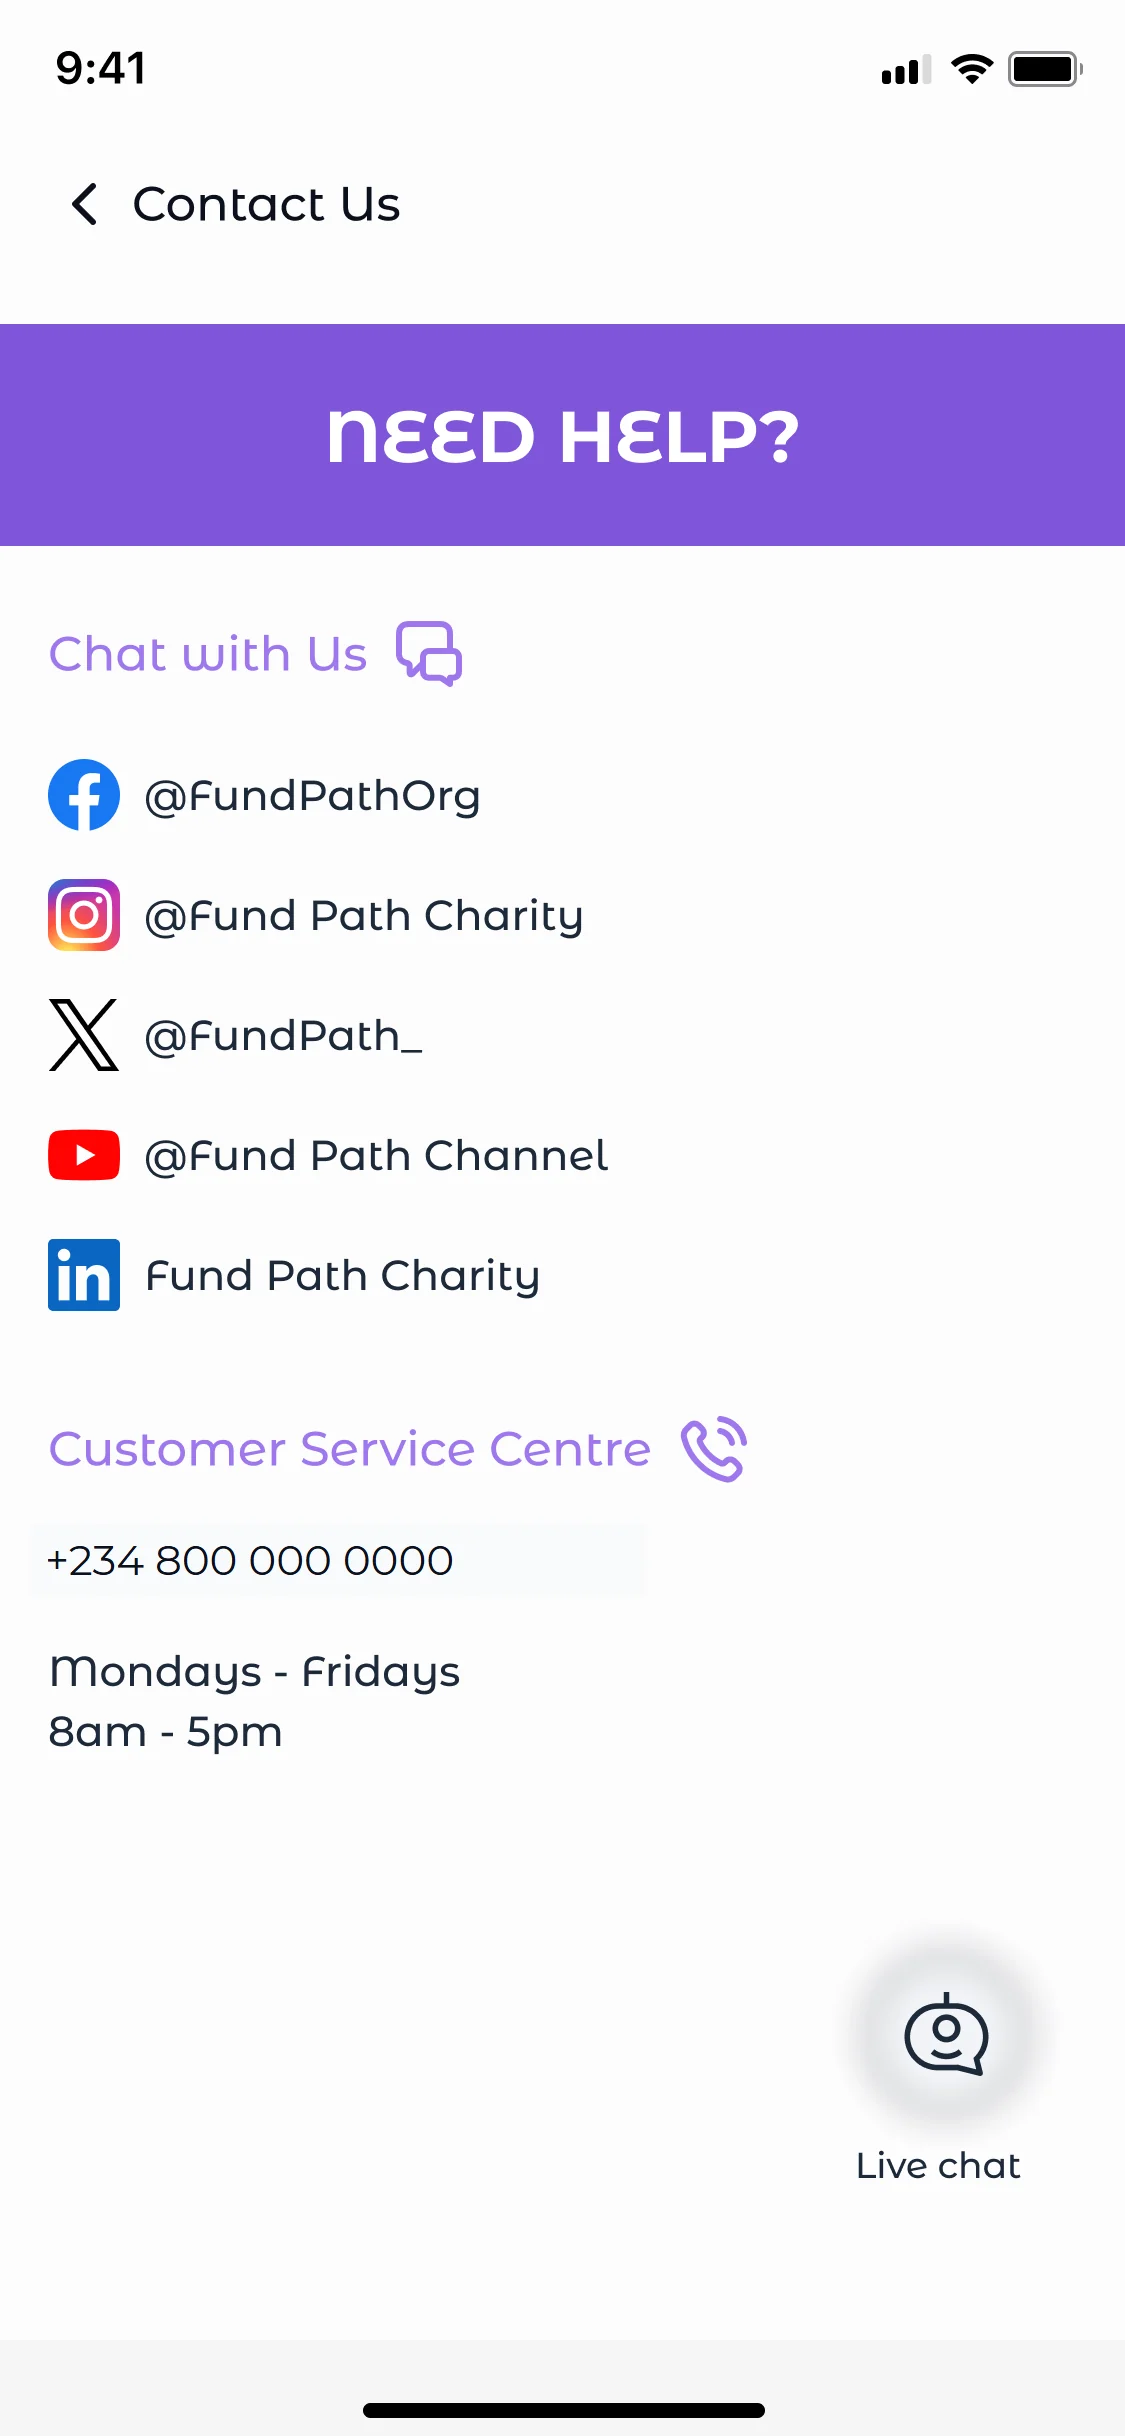 9:41
Contact Us
NEED HELP?
Chat with Us
@FundPathOrg
@Fund Path Charity
@FundPath_
@Fund Path Channel
in Fund Path Charity
Customer Service Centre
+234 800 000 0000
Mondays - Fridays
8am - 5pm
Live chat